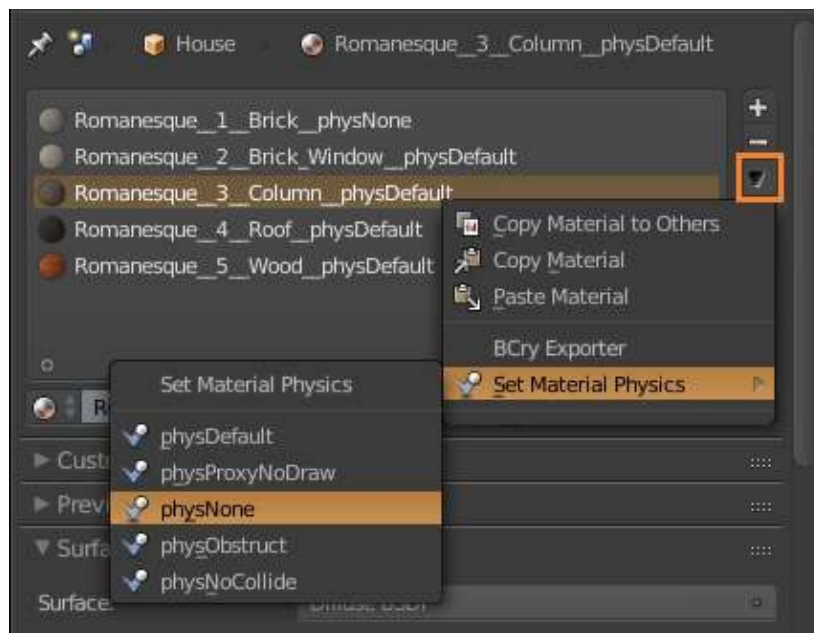 House Romanesque__3__Column__physDefault
Romanesque__1__Brick__physNone
Romanesque__2__Brick_Window__physDefault
Romanesque__3__Column__physDefault
Romanesque__4__Roof__physDefault
Romanesque__5__Wood__physDefault
Copy Material to Others
Copy Material
Paste Material
BCry Exporter
Set Material Physics
Set Material Physics
physDefault
physProxyNoDraw
physNone
physObstruct
physNoCollide
Surface: